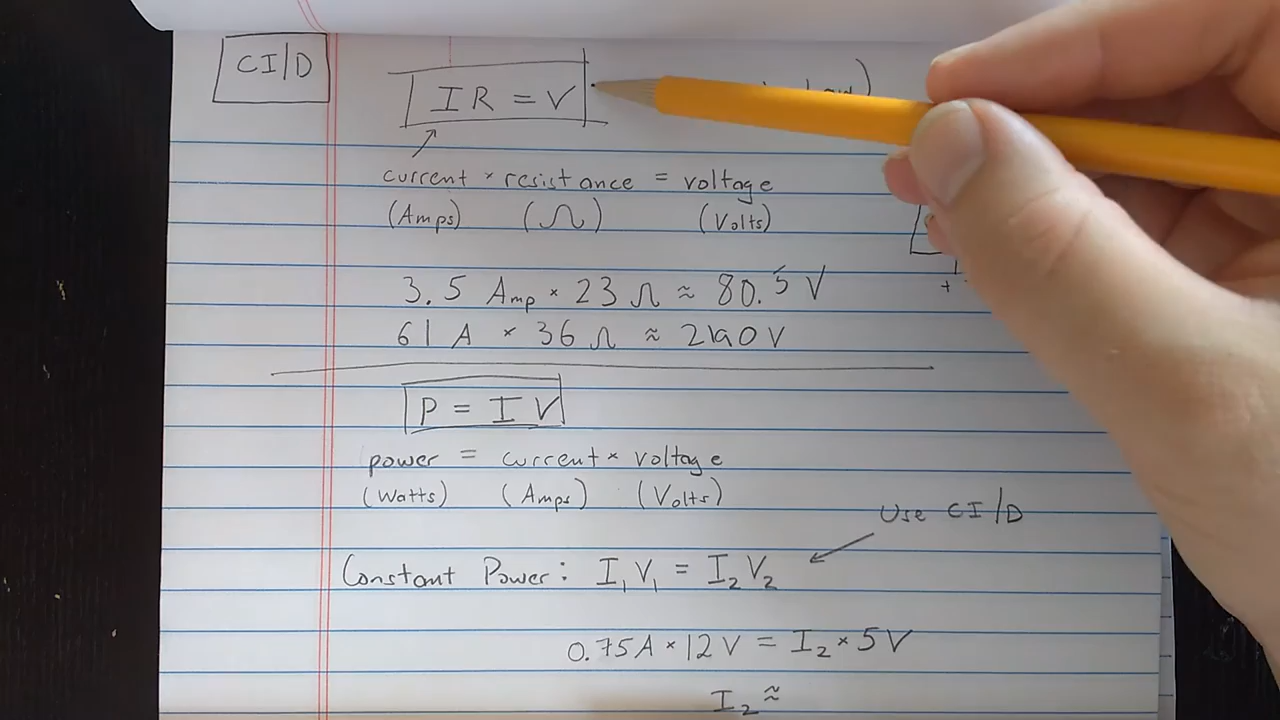 CI/D
IR = V
current × resistance = voltage
(Amps) (Ω) (Volts)
3.5 Amp × 23 Ω ≈ 80.5 V
61 A × 36 Ω ≈ 2190 V
P = I V
power = current × voltage
(Watts) (Amps) (Volts)
Use CI/D
Constant Power: I₁V₁ = I₂V₂
0.75A × 12V = I₂ × 5V
I₂ ≈